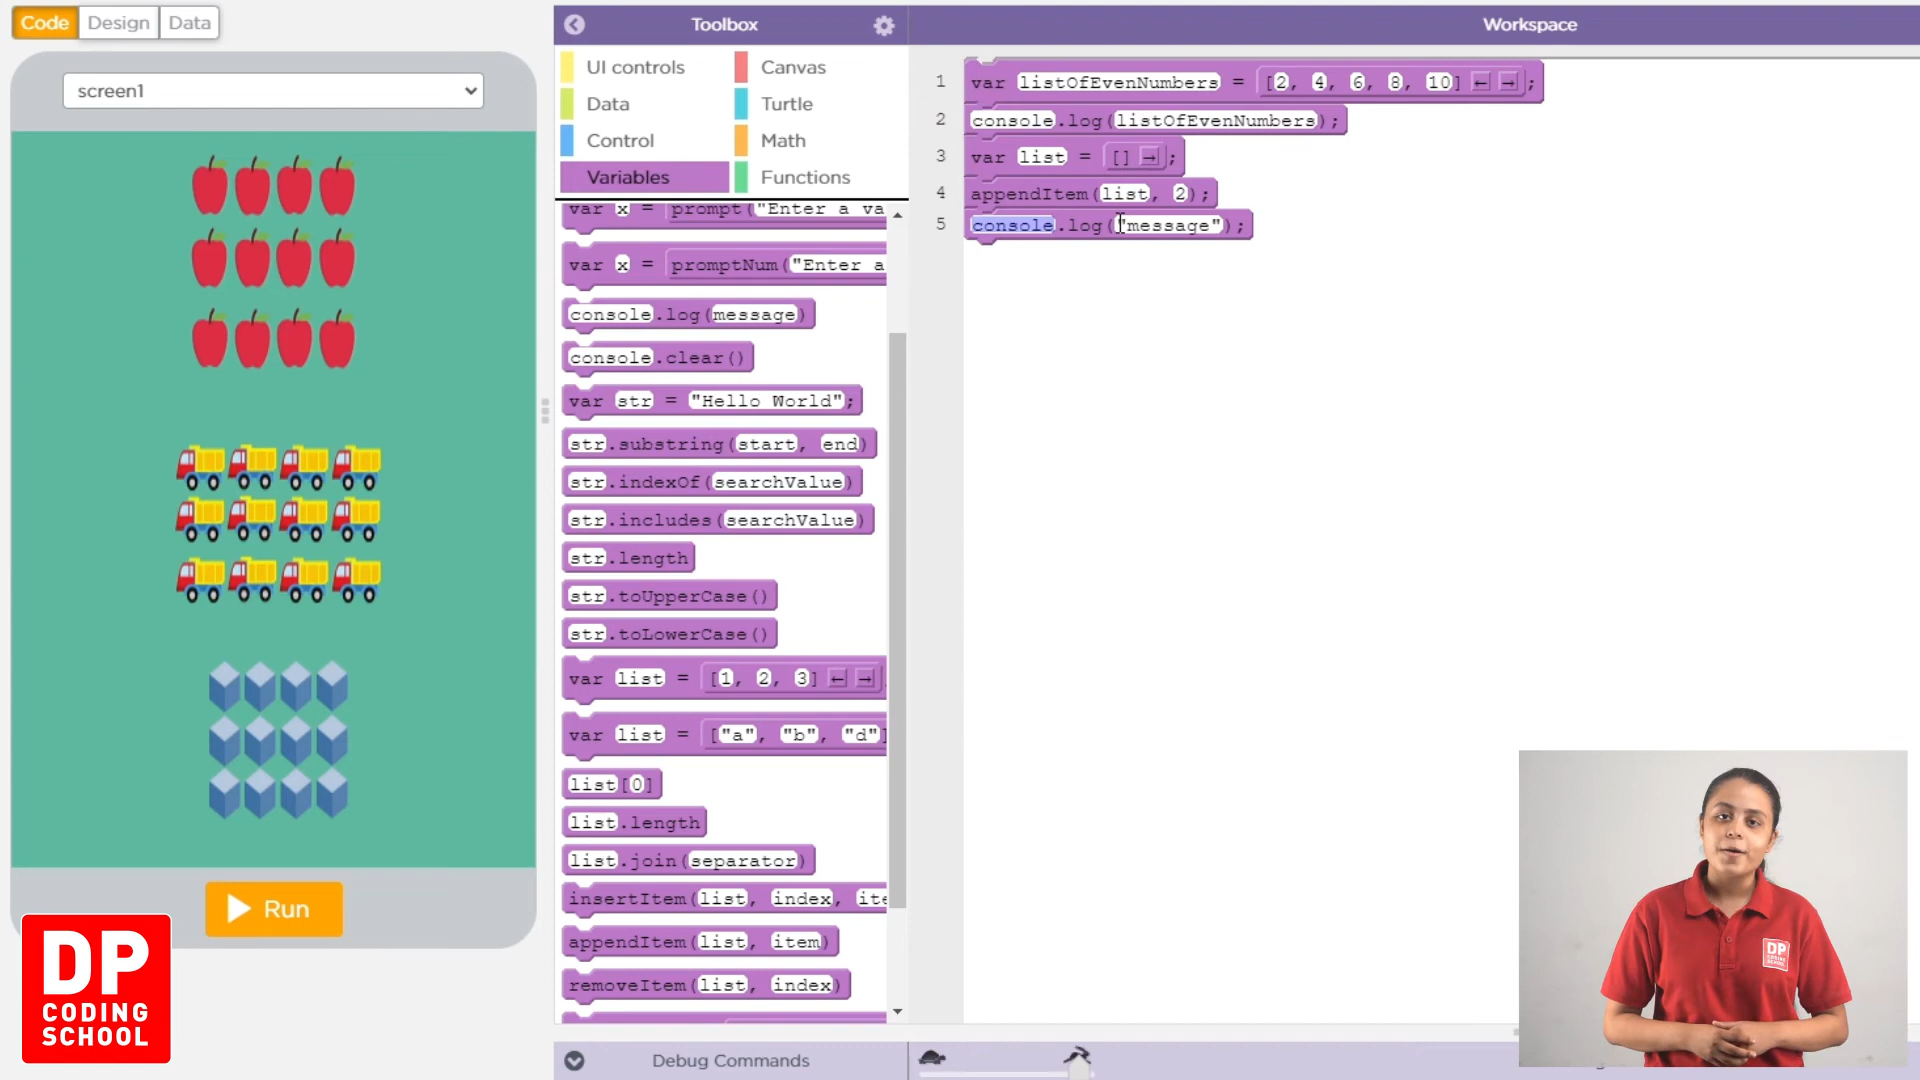 Code Design Data
screen1
Run
DP
CODING
SCHOOL
Toolbox
UI controls
Canvas
Data
Turtle
Control
Math
Variables
Functions
var x = prompt("Enter a va
var x = promptNum("Enter a
console.log(message)
console.clear()
var str = "Hello World";
str.substring(start, end)
str.indexOf(searchValue)
str.includes(searchValue)
str.length
str.toUpperCase()
str.toLowerCase()
var list = [1, 2, 3] ← →
var list = ["a", "b", "d"]
list[0]
list.length
list.join(separator)
insertItem(list, index, ite
appendItem(list, item)
removeItem(list, index)
Debug Commands
Workspace
1 var listOfEvenNumbers = [2, 4, 6, 8, 10] ← → ;
2 console.log(listOfEvenNumbers);
3 var list = [] → ;
4 appendItem(list, 2);
5 console.log("message");
DP
CODING
SCHOOL